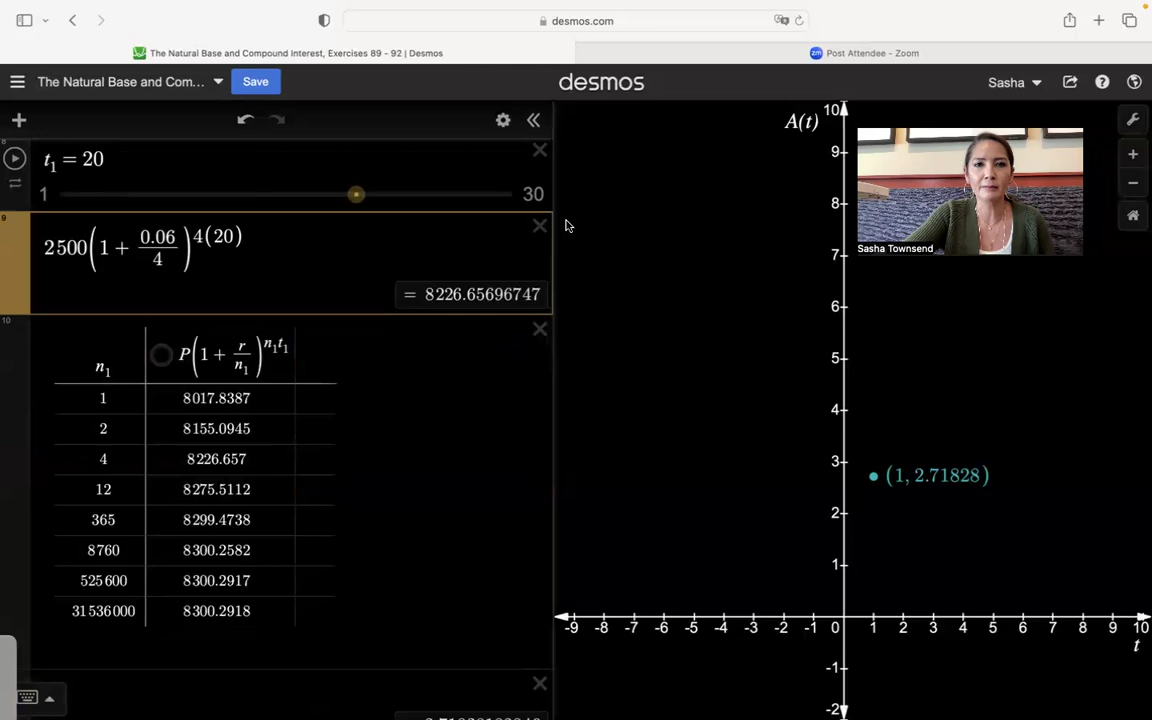 desmos.com
The Natural Base and Compound Interest, Exercises 89 - 92 | Desmos
zm Post Attendee - Zoom
The Natural Base and Com... Save desmos Sasha
8
t₁ = 20
1 30
9
2500(1 + 0.06/4)^4(20)
= 8226.65696747
10
n₁ P(1 + r/n₁)^n₁t₁
1 8017.8387
2 8155.0945
4 8226.657
12 8275.5112
365 8299.4738
8760 8300.2582
525600 8300.2917
31536000 8300.2918
A(t)
10
9
8
7
6
5
4
3
2
1
-1
-2
(1, 2.71828)
-9 -8 -7 -6 -5 -4 -3 -2 -1 0 1 2 3 4 5 6 7 8 9 10
t
Sasha Townsend